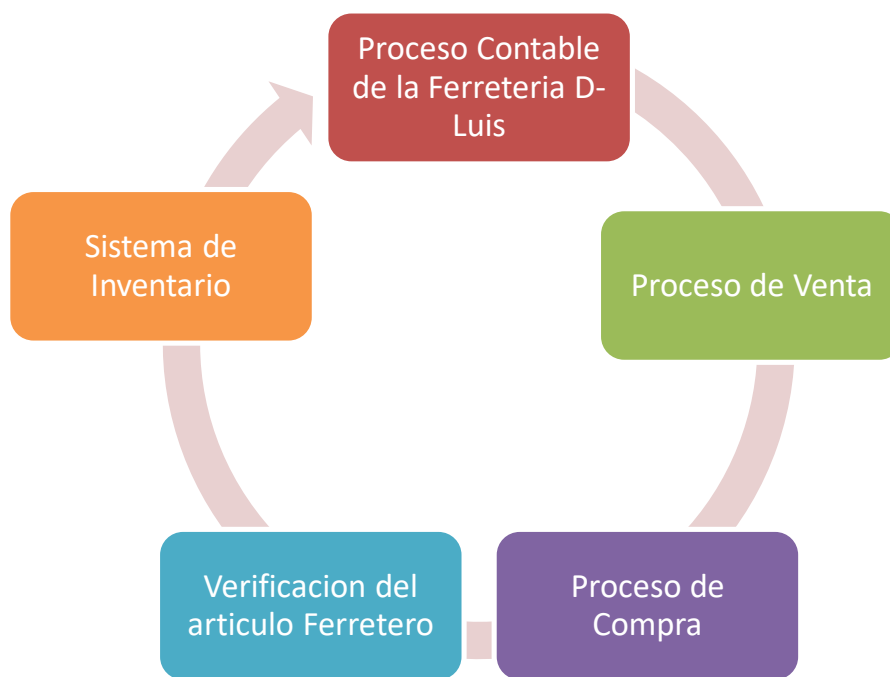 Proceso Contable
de la Ferreteria D-
Luis
Proceso de Venta
Proceso de
Compra
Verificacion del
articulo Ferretero
Sistema de
Inventario